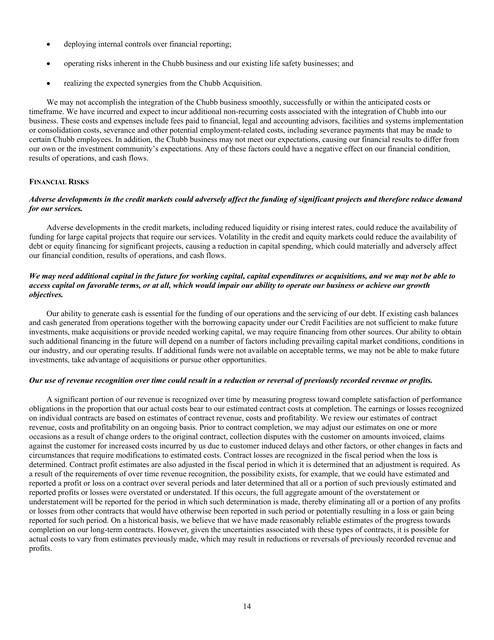 • deploying internal controls over financial reporting;
• operating risks inherent in the Chubb business and our existing life safety businesses; and
• realizing the expected synergies from the Chubb Acquisition.
We may not accomplish the integration of the Chubb business smoothly, successfully or within the anticipated costs or
timeframe. We have incurred and expect to incur additional non-recurring costs associated with the integration of Chubb into our
business. These costs and expenses include fees paid to financial, legal and accounting advisors, facilities and systems implementation
or consolidation costs, severance and other potential employment-related costs, including severance payments that may be made to
certain Chubb employees. In addition, the Chubb business may not meet our expectations, causing our financial results to differ from
our own or the investment community’s expectations. Any of these factors could have a negative effect on our financial condition,
results of operations, and cash flows.
FINANCIAL RISKS
Adverse developments in the credit markets could adversely affect the funding of significant projects and therefore reduce demand
for our services.
Adverse developments in the credit markets, including reduced liquidity or rising interest rates, could reduce the availability of
funding for large capital projects that require our services. Volatility in the credit and equity markets could reduce the availability of
debt or equity financing for significant projects, causing a reduction in capital spending, which could materially and adversely affect
our financial condition, results of operations, and cash flows.
We may need additional capital in the future for working capital, capital expenditures or acquisitions, and we may not be able to
access capital on favorable terms, or at all, which would impair our ability to operate our business or achieve our growth
objectives.
Our ability to generate cash is essential for the funding of our operations and the servicing of our debt. If existing cash balances
and cash generated from operations together with the borrowing capacity under our Credit Facilities are not sufficient to make future
investments, make acquisitions or provide needed working capital, we may require financing from other sources. Our ability to obtain
such additional financing in the future will depend on a number of factors including prevailing capital market conditions, conditions in
our industry, and our operating results. If additional funds were not available on acceptable terms, we may not be able to make future
investments, take advantage of acquisitions or pursue other opportunities.
Our use of revenue recognition over time could result in a reduction or reversal of previously recorded revenue or profits.
A significant portion of our revenue is recognized over time by measuring progress toward complete satisfaction of performance
obligations in the proportion that our actual costs bear to our estimated contract costs at completion. The earnings or losses recognized
on individual contracts are based on estimates of contract revenue, costs and profitability. We review our estimates of contract
revenue, costs and profitability on an ongoing basis. Prior to contract completion, we may adjust our estimates on one or more
occasions as a result of change orders to the original contract, collection disputes with the customer on amounts invoiced, claims
against the customer for increased costs incurred by us due to customer induced delays and other factors, or other changes in facts and
circumstances that require modifications to estimated costs. Contract losses are recognized in the fiscal period when the loss is
determined. Contract profit estimates are also adjusted in the fiscal period in which it is determined that an adjustment is required. As
a result of the requirements of over time revenue recognition, the possibility exists, for example, that we could have estimated and
reported a profit or loss on a contract over several periods and later determined that all or a portion of such previously estimated and
reported profits or losses were overstated or understated. If this occurs, the full aggregate amount of the overstatement or
understatement will be reported for the period in which such determination is made, thereby eliminating all or a portion of any profits
or losses from other contracts that would have otherwise been reported in such period or potentially resulting in a loss or gain being
reported for such period. On a historical basis, we believe that we have made reasonably reliable estimates of the progress towards
completion on our long-term contracts. However, given the uncertainties associated with these types of contracts, it is possible for
actual costs to vary from estimates previously made, which may result in reductions or reversals of previously recorded revenue and
profits.
14